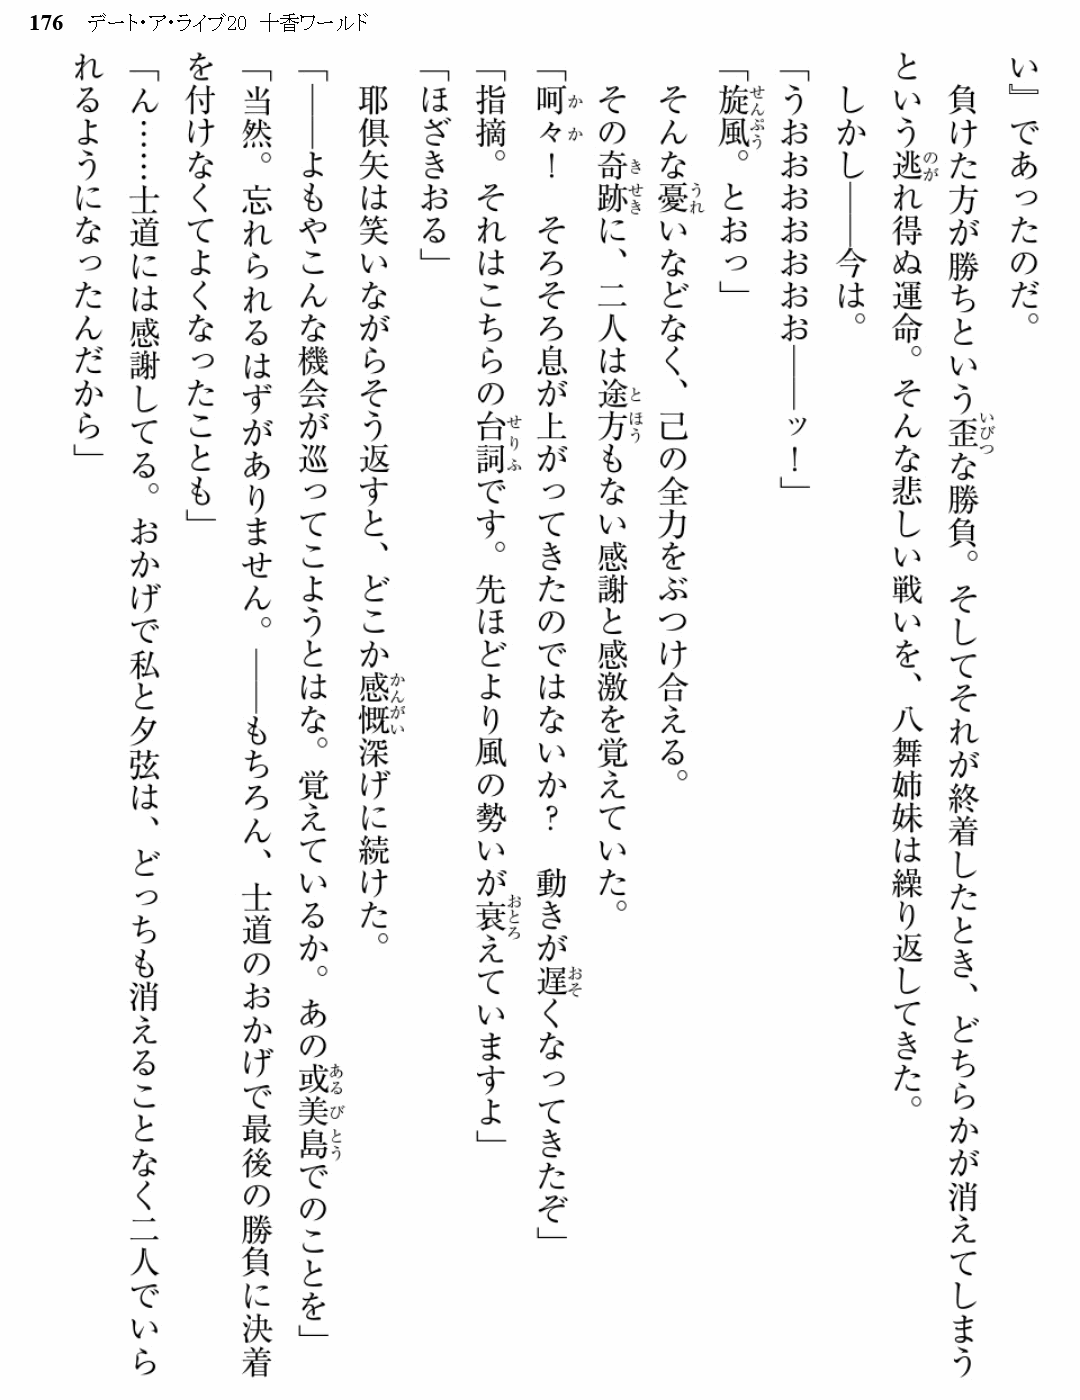 176 デート・ア・ライブ20 十香ワールド
い』であったのだ。
　負けた方が勝ちという歪な勝負。そしてそれが終着したとき、どちらかが消えてしまう
という逃れ得ぬ運命。そんな悲しい戦いを、八舞姉妹は繰り返してきた。
　しかし――今は。
「うおおおおおおお――ッ！」
「旋風。とおっ」
　そんな憂いなどなく、己の全力をぶつけ合える。
　その奇跡に、二人は途方もない感謝と感激を覚えていた。
「呵々！　そろそろ息が上がってきたのではないか？　動きが遅くなってきたぞ」
「指摘。それはこちらの台詞です。先ほどより風の勢いが衰えていますよ」
「ほざきおる」
　耶倶矢は笑いながらそう返すと、どこか感慨深げに続けた。
「――よもやこんな機会が巡ってこようとはな。覚えているか。あの或美島でのことを」
「当然。忘れられるはずがありません。――もちろん、士道のおかげで最後の勝負に決着
を付けなくてよくなったことも」
「ん……士道には感謝してる。おかげで私と夕弦は、どっちも消えることなく二人でいら
れるようになったんだから」